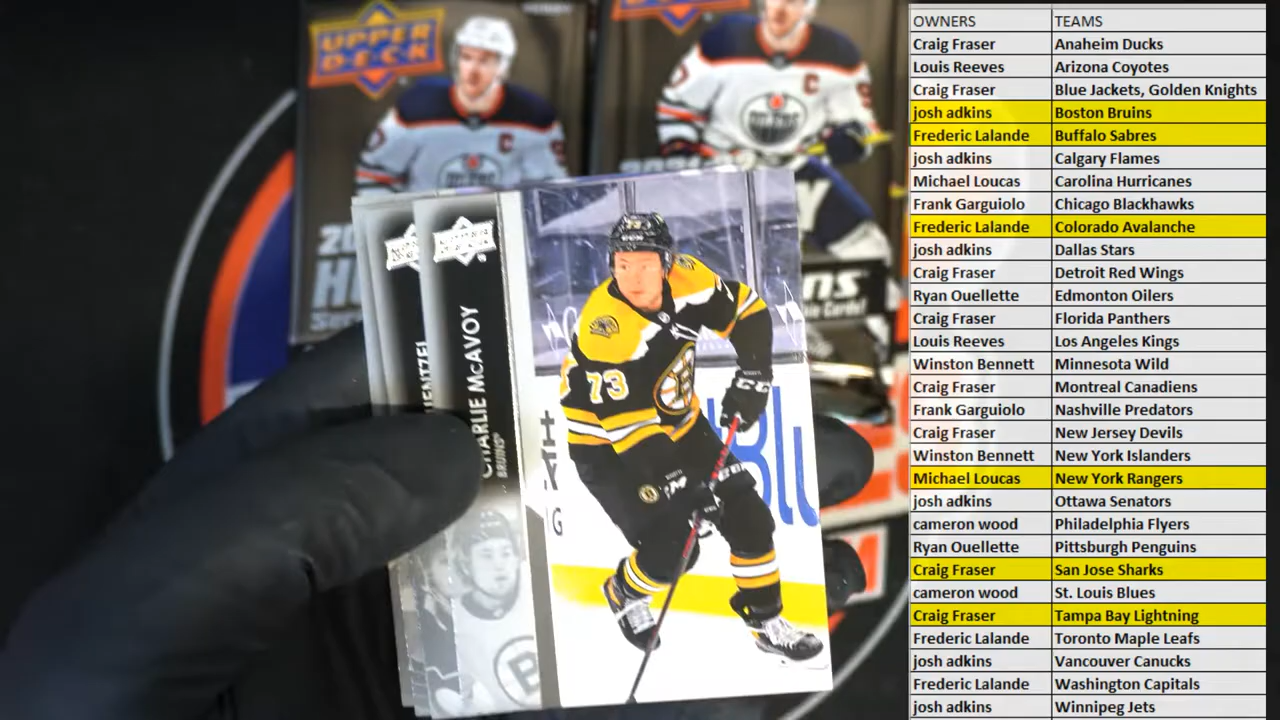 UPPER
DECK
C
C
OILERS
20
CHARLIE McAVOY
BRUINS
73
CCM
OWNERS TEAMS
Craig Fraser Anaheim Ducks
Louis Reeves Arizona Coyotes
Craig Fraser Blue Jackets, Golden Knights
josh adkins Boston Bruins
Frederic Lalande Buffalo Sabres
josh adkins Calgary Flames
Michael Loucas Carolina Hurricanes
Frank Garguiolo Chicago Blackhawks
Frederic Lalande Colorado Avalanche
josh adkins Dallas Stars
Craig Fraser Detroit Red Wings
Ryan Ouellette Edmonton Oilers
Craig Fraser Florida Panthers
Louis Reeves Los Angeles Kings
Winston Bennett Minnesota Wild
Craig Fraser Montreal Canadiens
Frank Garguiolo Nashville Predators
Craig Fraser New Jersey Devils
Winston Bennett New York Islanders
Michael Loucas New York Rangers
josh adkins Ottawa Senators
cameron wood Philadelphia Flyers
Ryan Ouellette Pittsburgh Penguins
Craig Fraser San Jose Sharks
cameron wood St. Louis Blues
Craig Fraser Tampa Bay Lightning
Frederic Lalande Toronto Maple Leafs
josh adkins Vancouver Canucks
Frederic Lalande Washington Capitals
josh adkins Winnipeg Jets